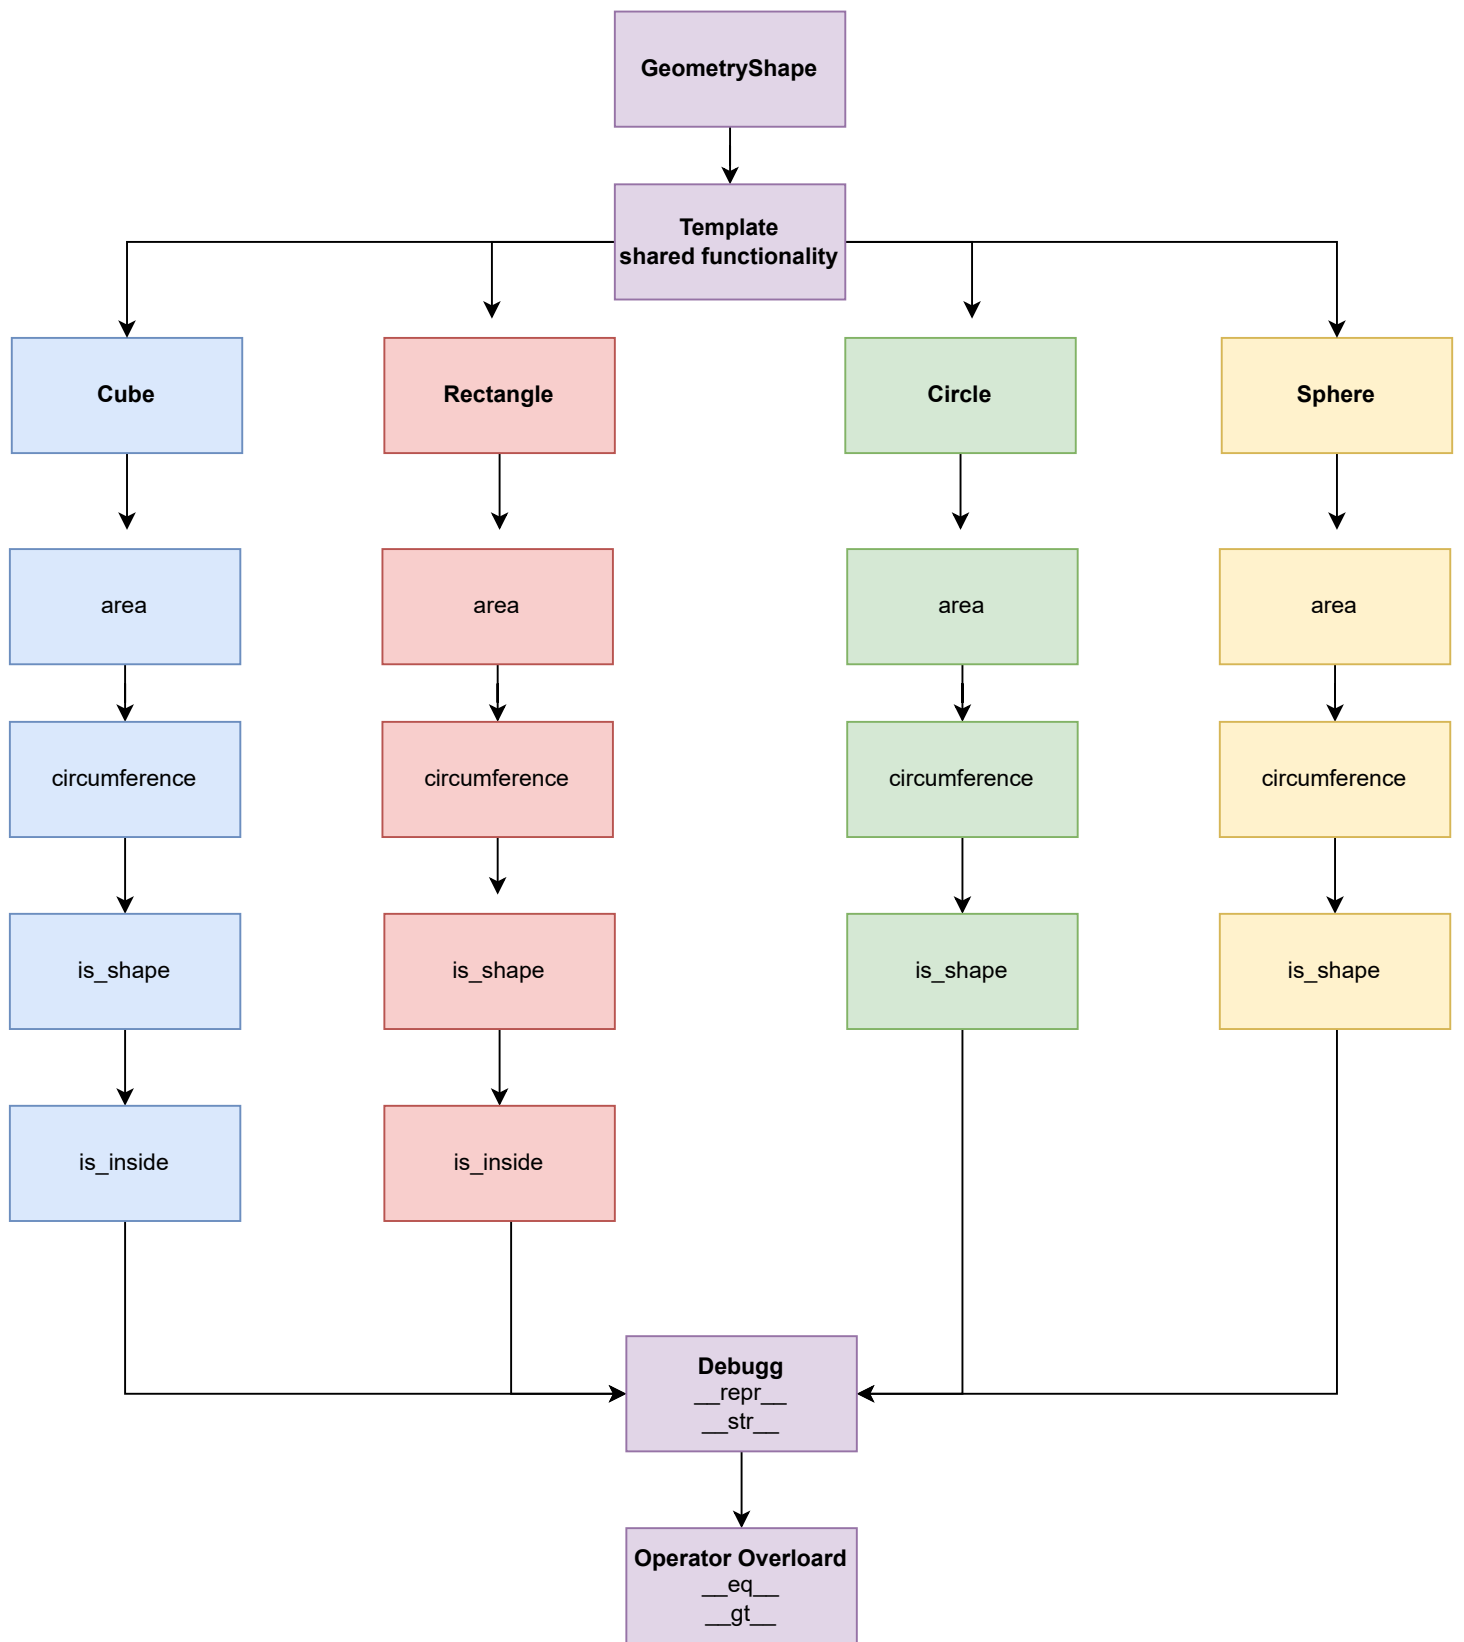 GeometryShape
Template
shared functionality
Cube
Rectangle
Circle
Sphere
area
area
area
area
circumference
circumference
circumference
circumference
is_shape
is_shape
is_shape
is_shape
is_inside
is_inside
Debugg
__repr__
__str__
Operator Overloard
__eq__
__gt__